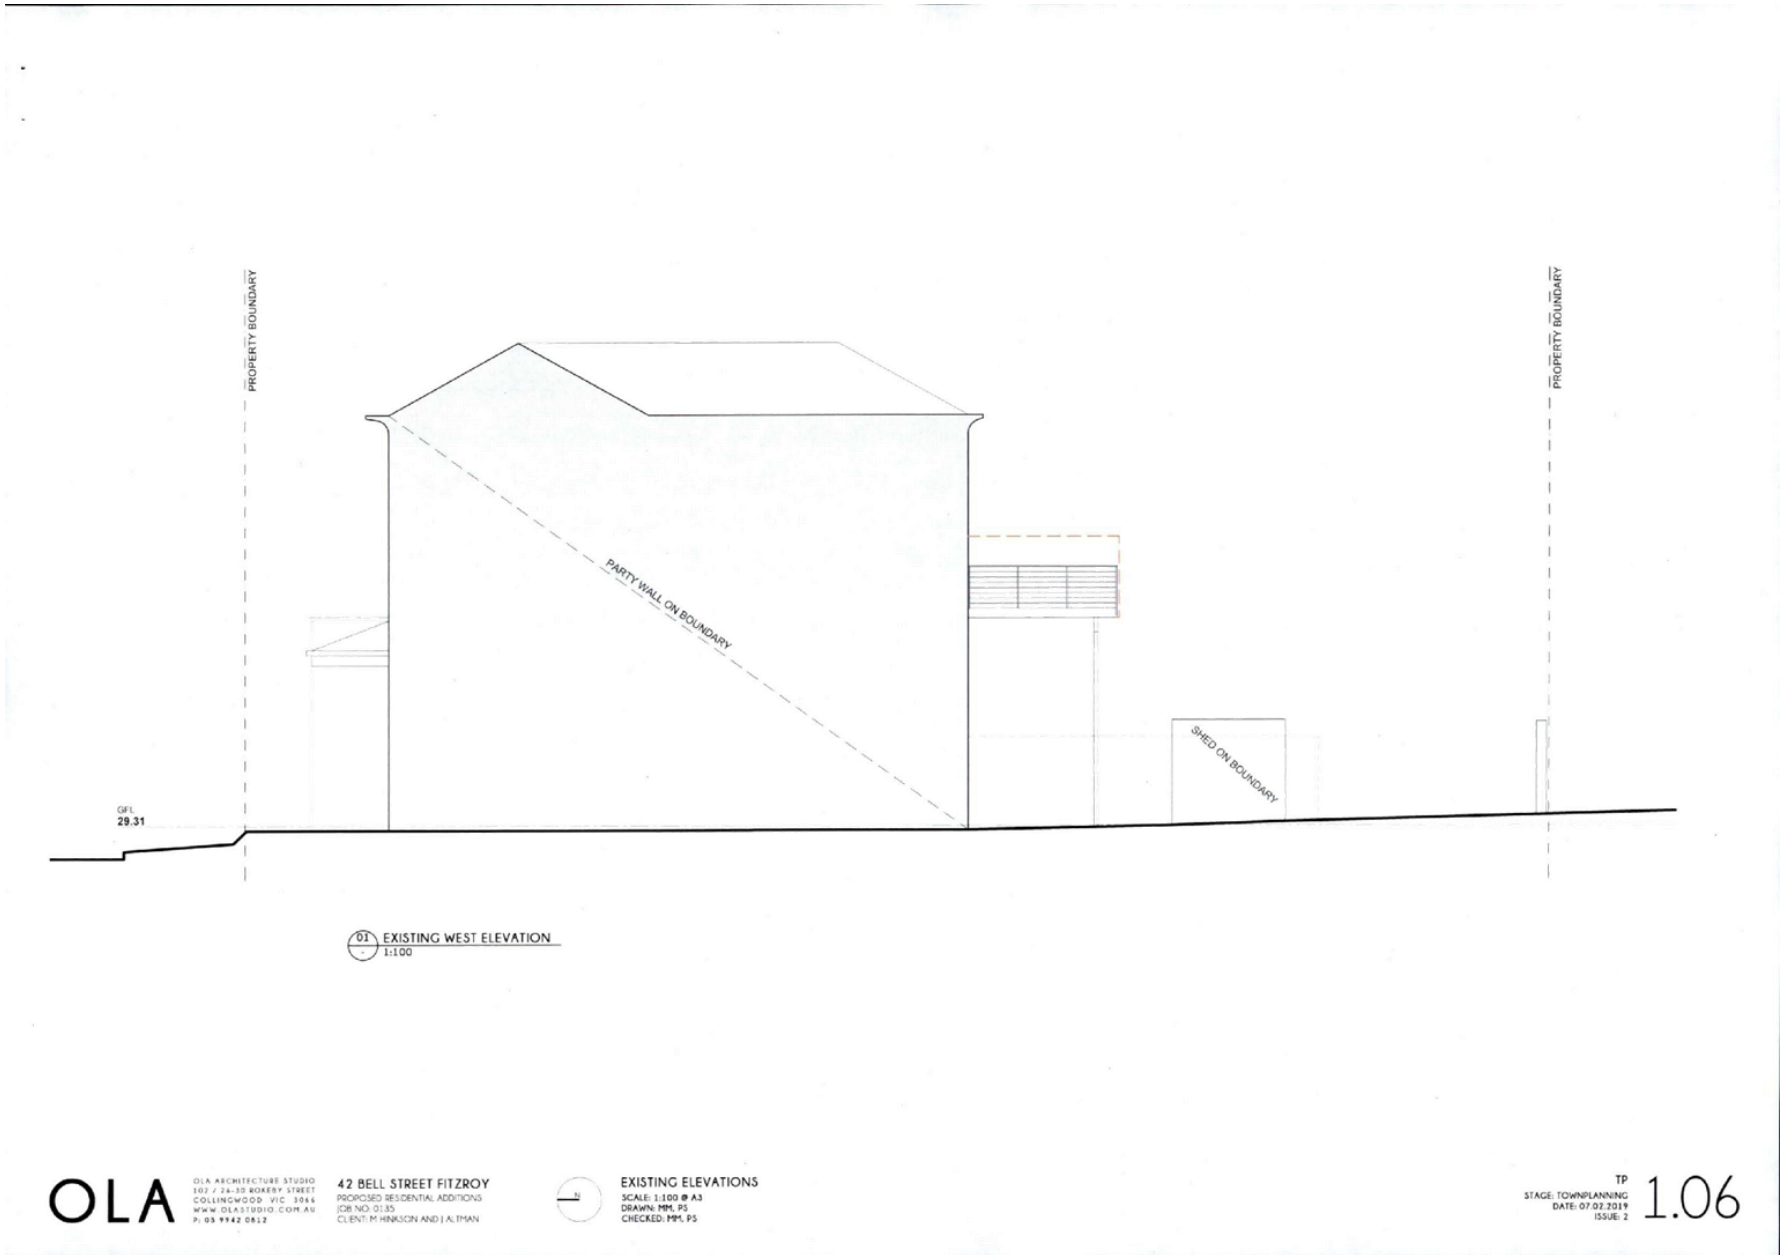 PROPERTY BOUNDARY
PROPERTY BOUNDARY
PARTY WALL ON BOUNDARY
SHED ON BOUNDARY
GFL
29.31
01
EXISTING WEST ELEVATION
-
1:100
OLA
OLA ARCHITECTURE STUDIO
102 / 26-30 ROKEBY STREET
COLLINGWOOD VIC 3066
WWW.OLASTUDIO.COM.AU
P: 03 9942 0812
42 BELL STREET FITZROY
PROPOSED RESIDENTIAL ADDITIONS
JOB NO: 0135
CLIENT: M HINKSON AND J ALTMAN
N
EXISTING ELEVATIONS
SCALE: 1:100 @ A3
DRAWN: MM, PS
CHECKED: MM, PS
TP
STAGE: TOWNPLANNING
DATE: 07.02.2019
ISSUE: 2
1.06